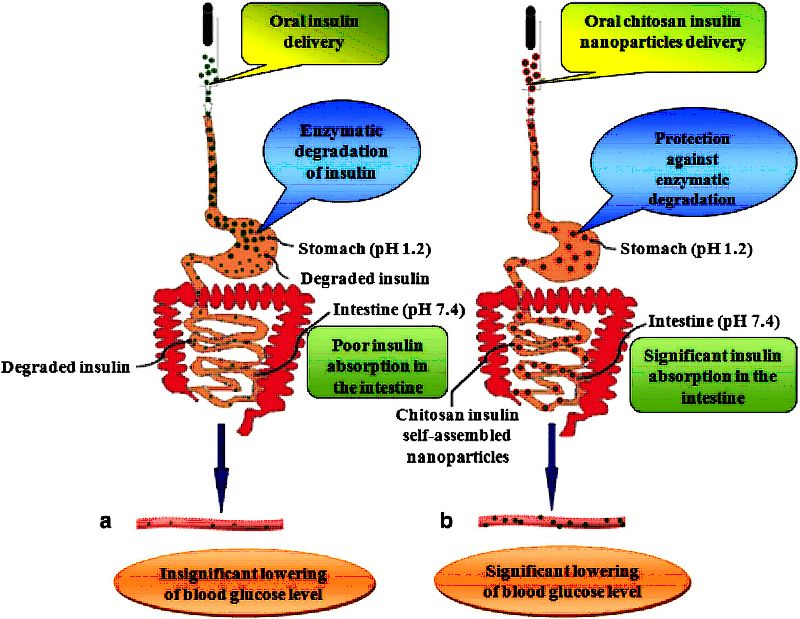 Oral insulin
delivery
Enzymatic
degradation
of insulin
Stomach (pH 1.2)
Degraded insulin
Intestine (pH 7.4)
Degraded insulin
Poor insulin
absorption in
the intestine
a
Insignificant lowering
of blood glucose level
Oral chitosan insulin
nanoparticles delivery
Protection
against
enzymatic
degradation
Stomach (pH 1.2)
Intestine (pH 7.4)
Significant insulin
absorption in the
intestine
Chitosan insulin
self-assembled
nanoparticles
b
Significant lowering
of blood glucose level